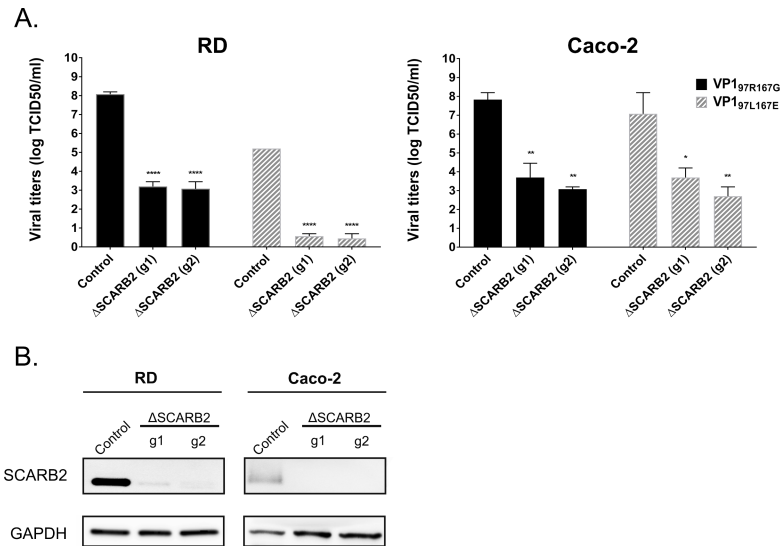 A.
RD
Caco-2
Viral titers (log TCID50/ml)
10
9
8
7
6
5
4
3
2
1
0
****
****
****
****
Control
ΔSCARB2 (g1)
ΔSCARB2 (g2)
Control
ΔSCARB2 (g1)
ΔSCARB2 (g2)
Viral titers (log TCID50/ml)
10
9
8
7
6
5
4
3
2
1
0
**
**
*
**
Control
ΔSCARB2 (g1)
ΔSCARB2 (g2)
Control
ΔSCARB2 (g1)
ΔSCARB2 (g2)
VP197R167G
VP197L167E
B.
RD
Caco-2
Control
ΔSCARB2
g1 g2
Control
ΔSCARB2
g1 g2
SCARB2
GAPDH